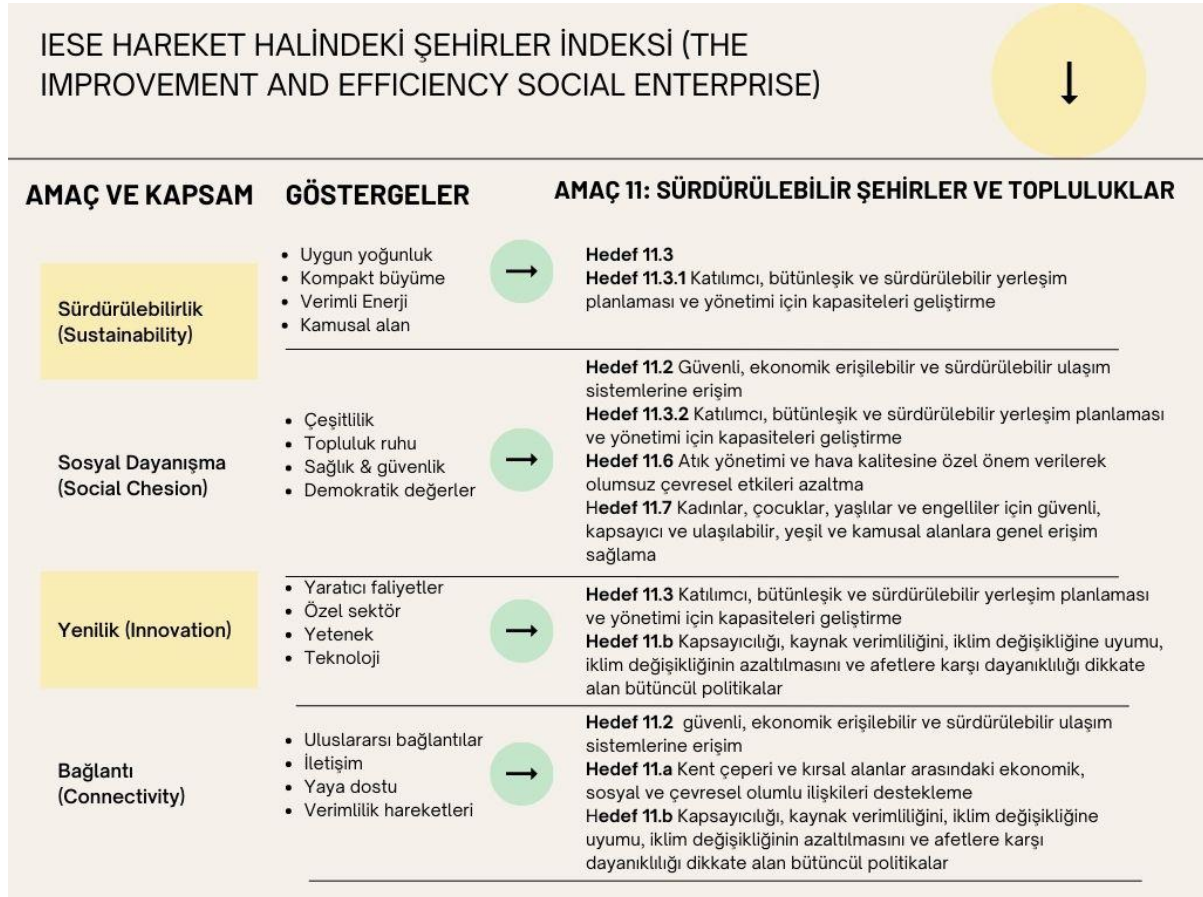 IESE HAREKET HALİNDEKİ ŞEHİRLER İNDEKSİ (THE
IMPROVEMENT AND EFFICIENCY SOCIAL ENTERPRISE)
AMAÇ VE KAPSAM
GÖSTERGELER
AMAÇ 11: SÜRDÜRÜLEBİLİR ŞEHİRLER VE TOPLULUKLAR
Sürdürülebilirlik
(Sustainability)
• Uygun yoğunluk
• Kompakt büyüme
• Verimli Enerji
• Kamusal alan
Hedef 11.3
Hedef 11.3.1 Katılımcı, bütünleşik ve sürdürülebilir yerleşim
planlaması ve yönetimi için kapasiteleri geliştirme
Sosyal Dayanışma
(Social Chesion)
• Çeşitlilik
• Topluluk ruhu
• Sağlık & güvenlik
• Demokratik değerler
Hedef 11.2 Güvenli, ekonomik erişilebilir ve sürdürülebilir ulaşım
sistemlerine erişim
Hedef 11.3.2 Katılımcı, bütünleşik ve sürdürülebilir yerleşim planlaması
ve yönetimi için kapasiteleri geliştirme
Hedef 11.6 Atık yönetimi ve hava kalitesine özel önem verilerek
olumsuz çevresel etkileri azaltma
Hedef 11.7 Kadınlar, çocuklar, yaşlılar ve engelliler için güvenli,
kapsayıcı ve ulaşılabilir, yeşil ve kamusal alanlara genel erişim
sağlama
Yenilik (Innovation)
• Yaratıcı faliyetler
• Özel sektör
• Yetenek
• Teknoloji
Hedef 11.3 Katılımcı, bütünleşik ve sürdürülebilir yerleşim planlaması
ve yönetimi için kapasiteleri geliştirme
Hedef 11.b Kapsayıcılığı, kaynak verimliliğini, iklim değişikliğine uyumu,
iklim değişikliğinin azaltılmasını ve afetlere karşı dayanıklılığı dikkate
alan bütüncül politikalar
Bağlantı
(Connectivity)
• Uluslararsı bağlantılar
• İletişim
• Yaya dostu
• Verimlilik hareketleri
Hedef 11.2 güvenli, ekonomik erişilebilir ve sürdürülebilir ulaşım
sistemlerine erişim
Hedef 11.a Kent çeperi ve kırsal alanlar arasındaki ekonomik,
sosyal ve çevresel olumlu ilişkileri destekleme
Hedef 11.b Kapsayıcılığı, kaynak verimliliğini, iklim değişikliğine
uyumu, iklim değişikliğinin azaltılmasını ve afetlere karşı
dayanıklılığı dikkate alan bütüncül politikalar